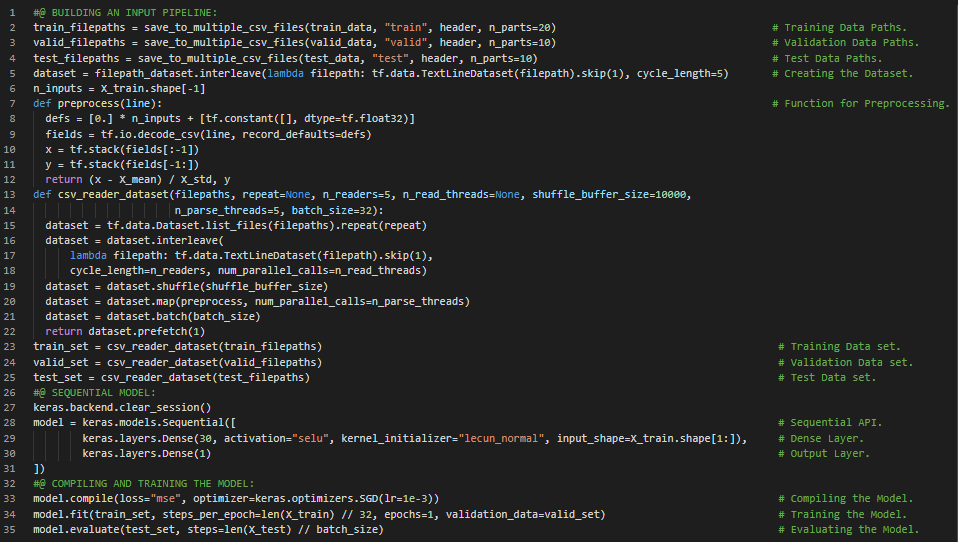 1 #@ BUILDING AN INPUT PIPELINE:
2 train_filepaths = save_to_multiple_csv_files(train_data, "train", header, n_parts=20) # Training Data Paths.
3 valid_filepaths = save_to_multiple_csv_files(valid_data, "valid", header, n_parts=10) # Validation Data Paths.
4 test_filepaths = save_to_multiple_csv_files(test_data, "test", header, n_parts=10) # Test Data Paths.
5 dataset = filepath_dataset.interleave(lambda filepath: tf.data.TextLineDataset(filepath).skip(1), cycle_length=5) # Creating the Dataset.
6 n_inputs = X_train.shape[-1]
7 def preprocess(line): # Function for Preprocessing.
8   defs = [0.] * n_inputs + [tf.constant([], dtype=tf.float32)]
9   fields = tf.io.decode_csv(line, record_defaults=defs)
10   x = tf.stack(fields[:-1])
11   y = tf.stack(fields[-1:])
12   return (x - X_mean) / X_std, y
13 def csv_reader_dataset(filepaths, repeat=None, n_readers=5, n_read_threads=None, shuffle_buffer_size=10000,
14                        n_parse_threads=5, batch_size=32):
15   dataset = tf.data.Dataset.list_files(filepaths).repeat(repeat)
16   dataset = dataset.interleave(
17       lambda filepath: tf.data.TextLineDataset(filepath).skip(1),
18       cycle_length=n_readers, num_parallel_calls=n_read_threads)
19   dataset = dataset.shuffle(shuffle_buffer_size)
20   dataset = dataset.map(preprocess, num_parallel_calls=n_parse_threads)
21   dataset = dataset.batch(batch_size)
22   return dataset.prefetch(1)
23 train_set = csv_reader_dataset(train_filepaths) # Training Data set.
24 valid_set = csv_reader_dataset(valid_filepaths) # Validation Data set.
25 test_set = csv_reader_dataset(test_filepaths) # Test Data set.
26 #@ SEQUENTIAL MODEL:
27 keras.backend.clear_session()
28 model = keras.models.Sequential([ # Sequential API.
29         keras.layers.Dense(30, activation="selu", kernel_initializer="lecun_normal", input_shape=X_train.shape[1:]), # Dense Layer.
30         keras.layers.Dense(1) # Output Layer.
31 ])
32 #@ COMPILING AND TRAINING THE MODEL:
33 model.compile(loss="mse", optimizer=keras.optimizers.SGD(lr=1e-3)) # Compiling the Model.
34 model.fit(train_set, steps_per_epoch=len(X_train) // 32, epochs=1, validation_data=valid_set) # Training the Model.
35 model.evaluate(test_set, steps=len(X_test) // batch_size) # Evaluating the Model.